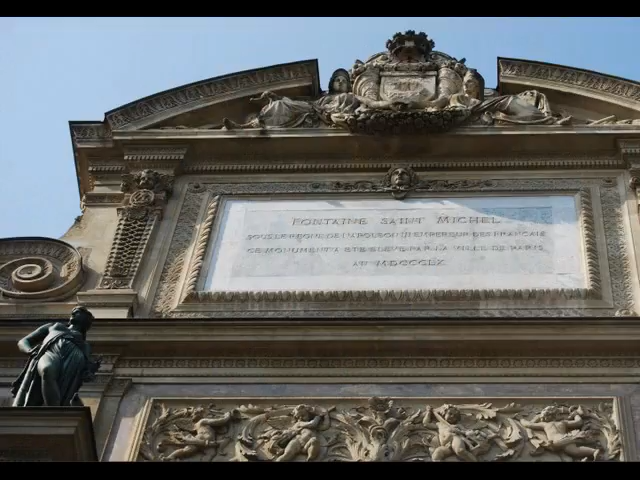 FONTAINE SAINT MICHEL
SOUS LE REGNE DE NAPOLEON III EMPEREUR DES FRANÇAIS
CE MONUMENT A ETE ELEVE PAR LA VILLE DE PARIS
AN MDCCCLX